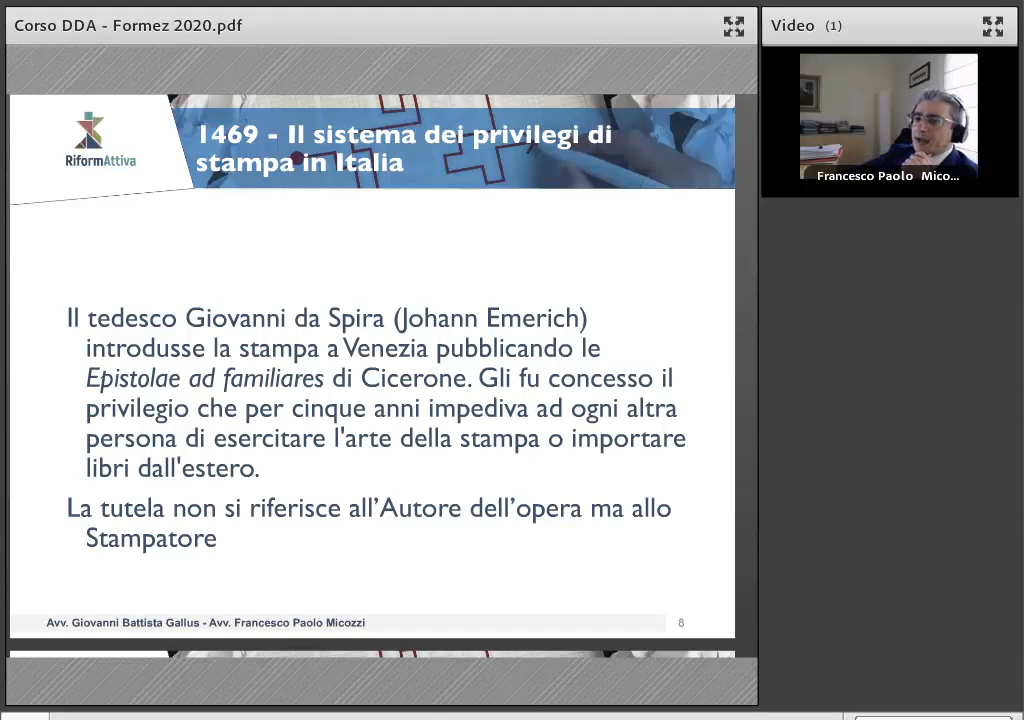 Corso DDA - Formez 2020.pdf
Video (1)
RiformAttiva
1469 - Il sistema dei privilegi di
stampa in Italia
Francesco Paolo Mico...
Il tedesco Giovanni da Spira (Johann Emerich)
introdusse la stampa a Venezia pubblicando le
Epistolae ad familiares di Cicerone. Gli fu concesso il
privilegio che per cinque anni impediva ad ogni altra
persona di esercitare l'arte della stampa o importare
libri dall'estero.
La tutela non si riferisce all’Autore dell’opera ma allo
Stampatore
Avv. Giovanni Battista Gallus - Avv. Francesco Paolo Micozzi
8